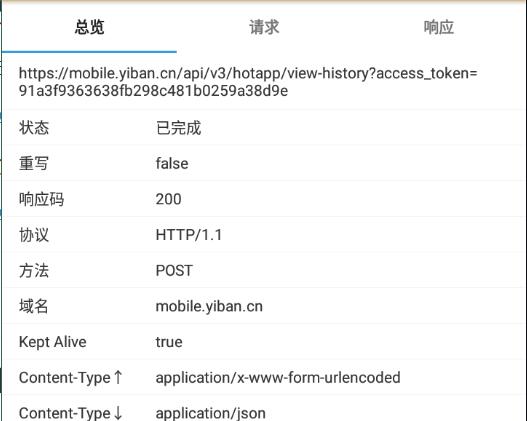 总览 请求 响应
https://mobile.yiban.cn/api/v3/hotapp/view-history?access_token=
91a3f9363638fb298c481b0259a38d9e
状态 已完成
重写 false
响应码 200
协议 HTTP/1.1
方法 POST
域名 mobile.yiban.cn
Kept Alive true
Content-Type↑ application/x-www-form-urlencoded
Content-Type↓ application/json